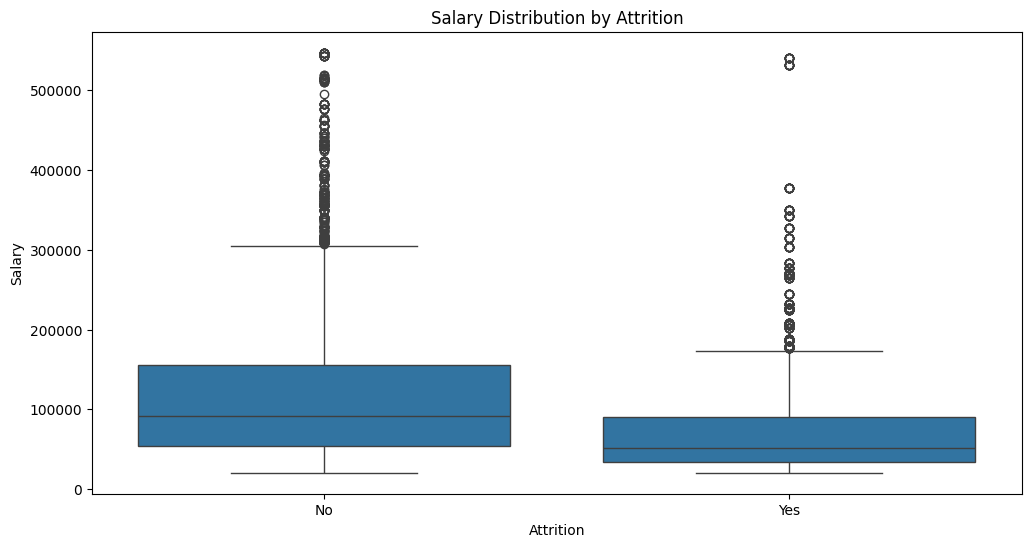 Salary Distribution by Attrition
500000
400000
300000
200000
100000
0
Salary
No
Yes
Attrition